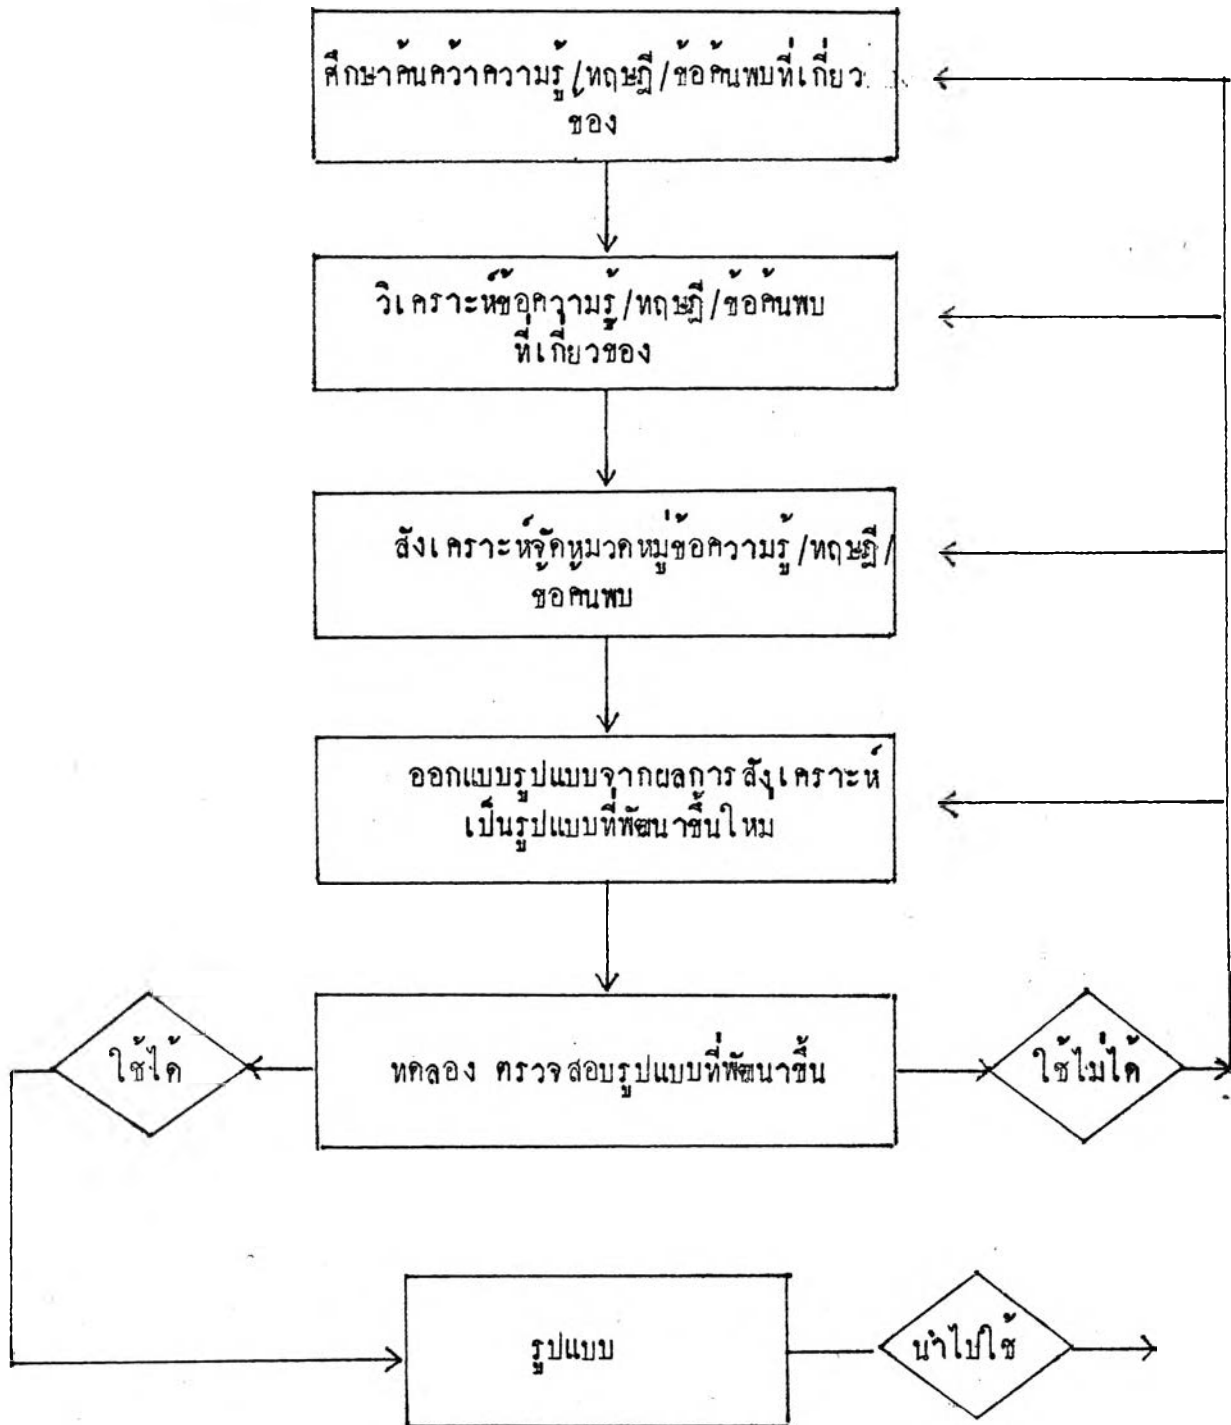 ศึกษาค้นคว้าความรู้/ทฤษฎี/ข้อค้นพบที่เกี่ยว
ข้อง
วิเคราะห์ข้อความรู้/ทฤษฎี/ข้อค้นพบ
ที่เกี่ยวข้อง
สังเคราะห์จัดหมวดหมู่ข้อความรู้/ทฤษฎี/
ข้อค้นพบ
ออกแบบรูปแบบจากผลการสังเคราะห์
เป็นรูปแบบที่พัฒนาขึ้นใหม่
ใช้ได้
ทดลอง ตรวจสอบรูปแบบที่พัฒนาขึ้น
ใช้ไม่ได้
รูปแบบ
นำไปใช้